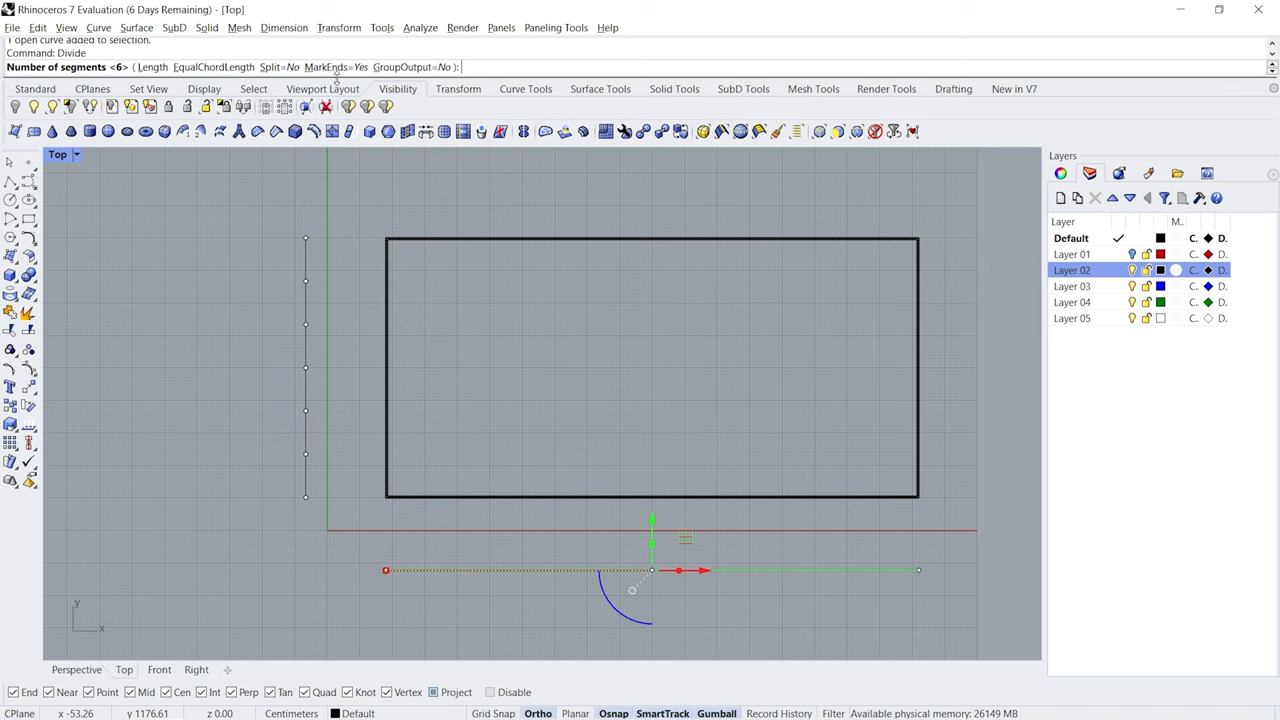 Rhinoceros 7 Evaluation (6 Days Remaining) - [Top]
File Edit View Curve Surface SubD Solid Mesh Dimension Transform Tools Analyze Render Panels Paneling Tools Help
1 open curve added to selection.
Command: Divide
Number of segments <6> ( Length EqualChordLength Split=No MarkEnds=Yes GroupOutput=No ):
Standard CPlanes Set View Display Select Viewport Layout Visibility Transform Curve Tools Surface Tools Solid Tools SubD Tools Mesh Tools Render Tools Drafting New in V7
Top
Layers
Layer M..
Default C.. D.
Layer 01 C.. D.
Layer 02 C.. D.
Layer 03 C.. D.
Layer 04 C.. D.
Layer 05 C.. D.
y
x
Perspective Top Front Right
End Near Point Mid Cen Int Perp Tan Quad Knot Vertex Project Disable
CPlane x -53.26 y 1176.61 z 0.00 Centimeters Default Grid Snap Ortho Planar Osnap SmartTrack Gumball Record History Filter Available physical memory: 26149 MB